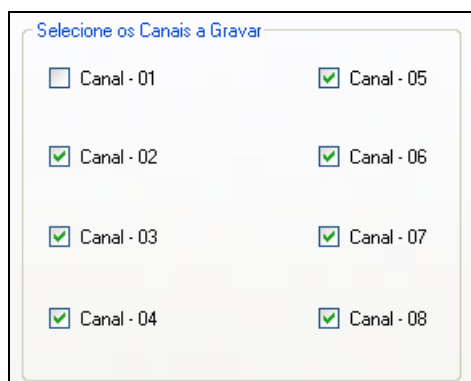 Selecione os Canais a Gravar
Canal - 01
Canal - 05
Canal - 02
Canal - 06
Canal - 03
Canal - 07
Canal - 04
Canal - 08